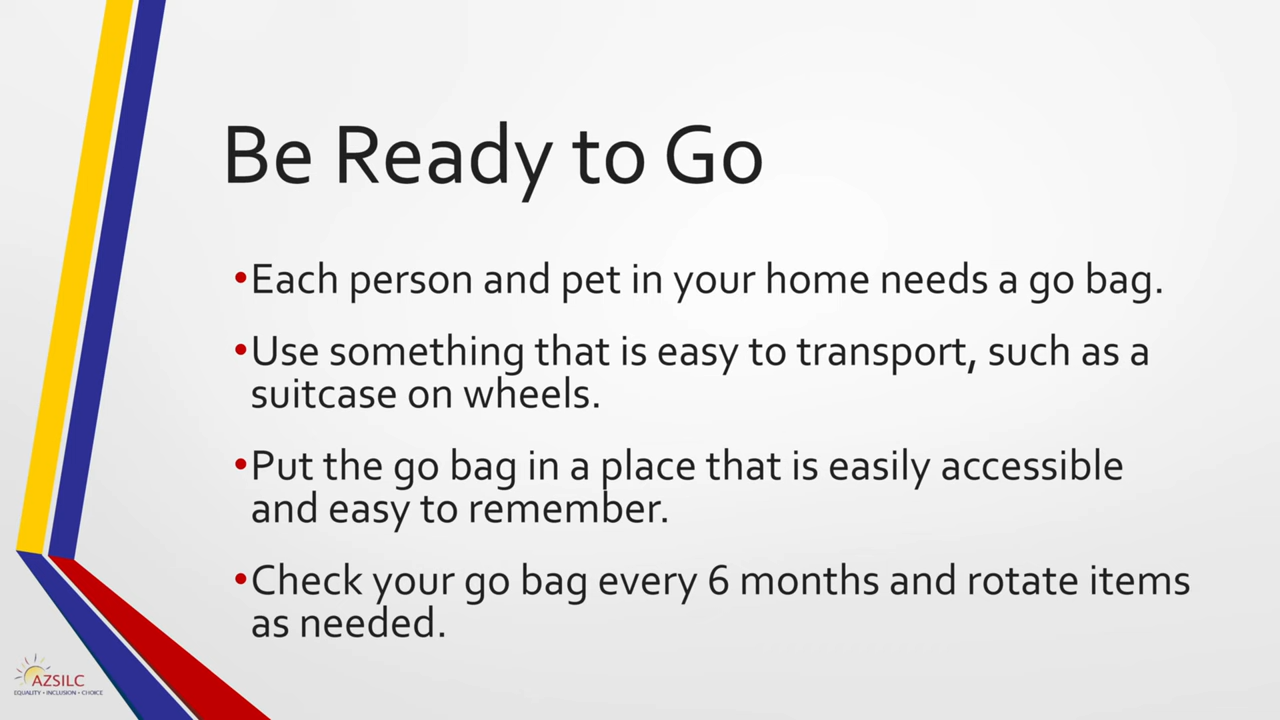 Be Ready to Go
•Each person and pet in your home needs a go bag.
•Use something that is easy to transport, such as a
suitcase on wheels.
•Put the go bag in a place that is easily accessible
and easy to remember.
•Check your go bag every 6 months and rotate items
as needed.
AZSILC
EQUALITY • INCLUSION • CHOICE